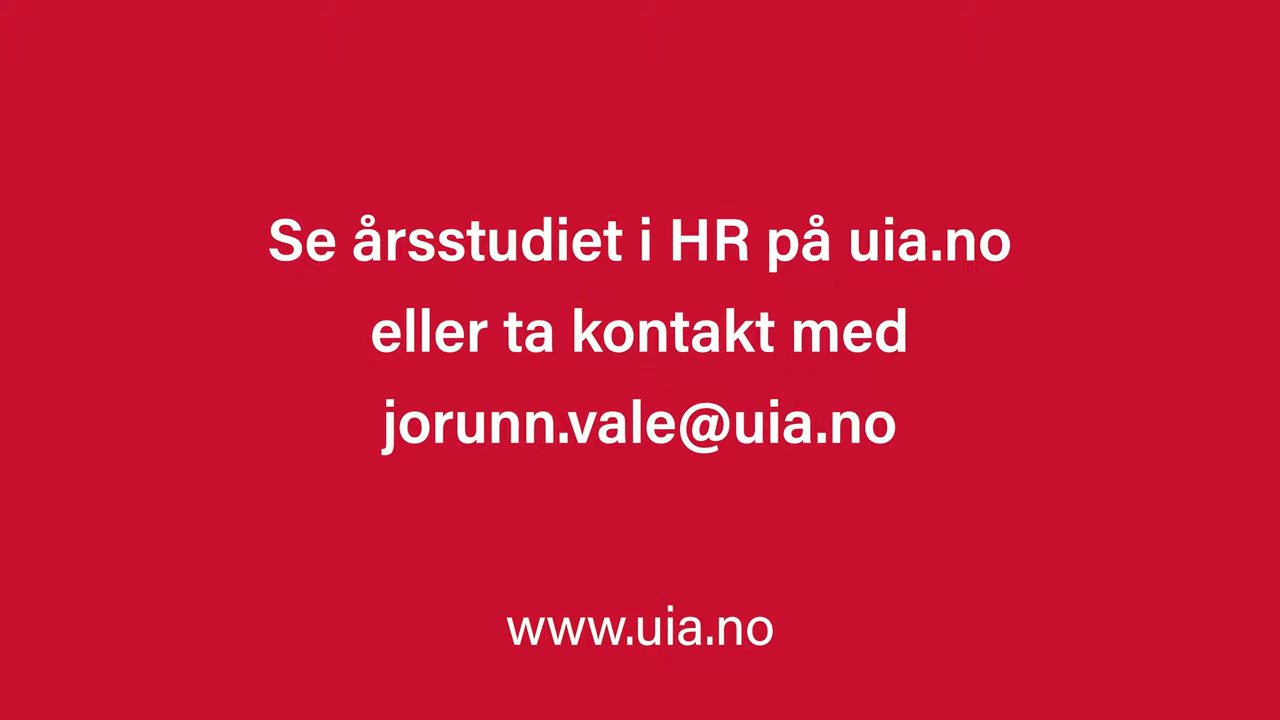 Se årsstudiet i HR på uia.no
eller ta kontakt med
jorunn.vale@uia.no
www.uia.no